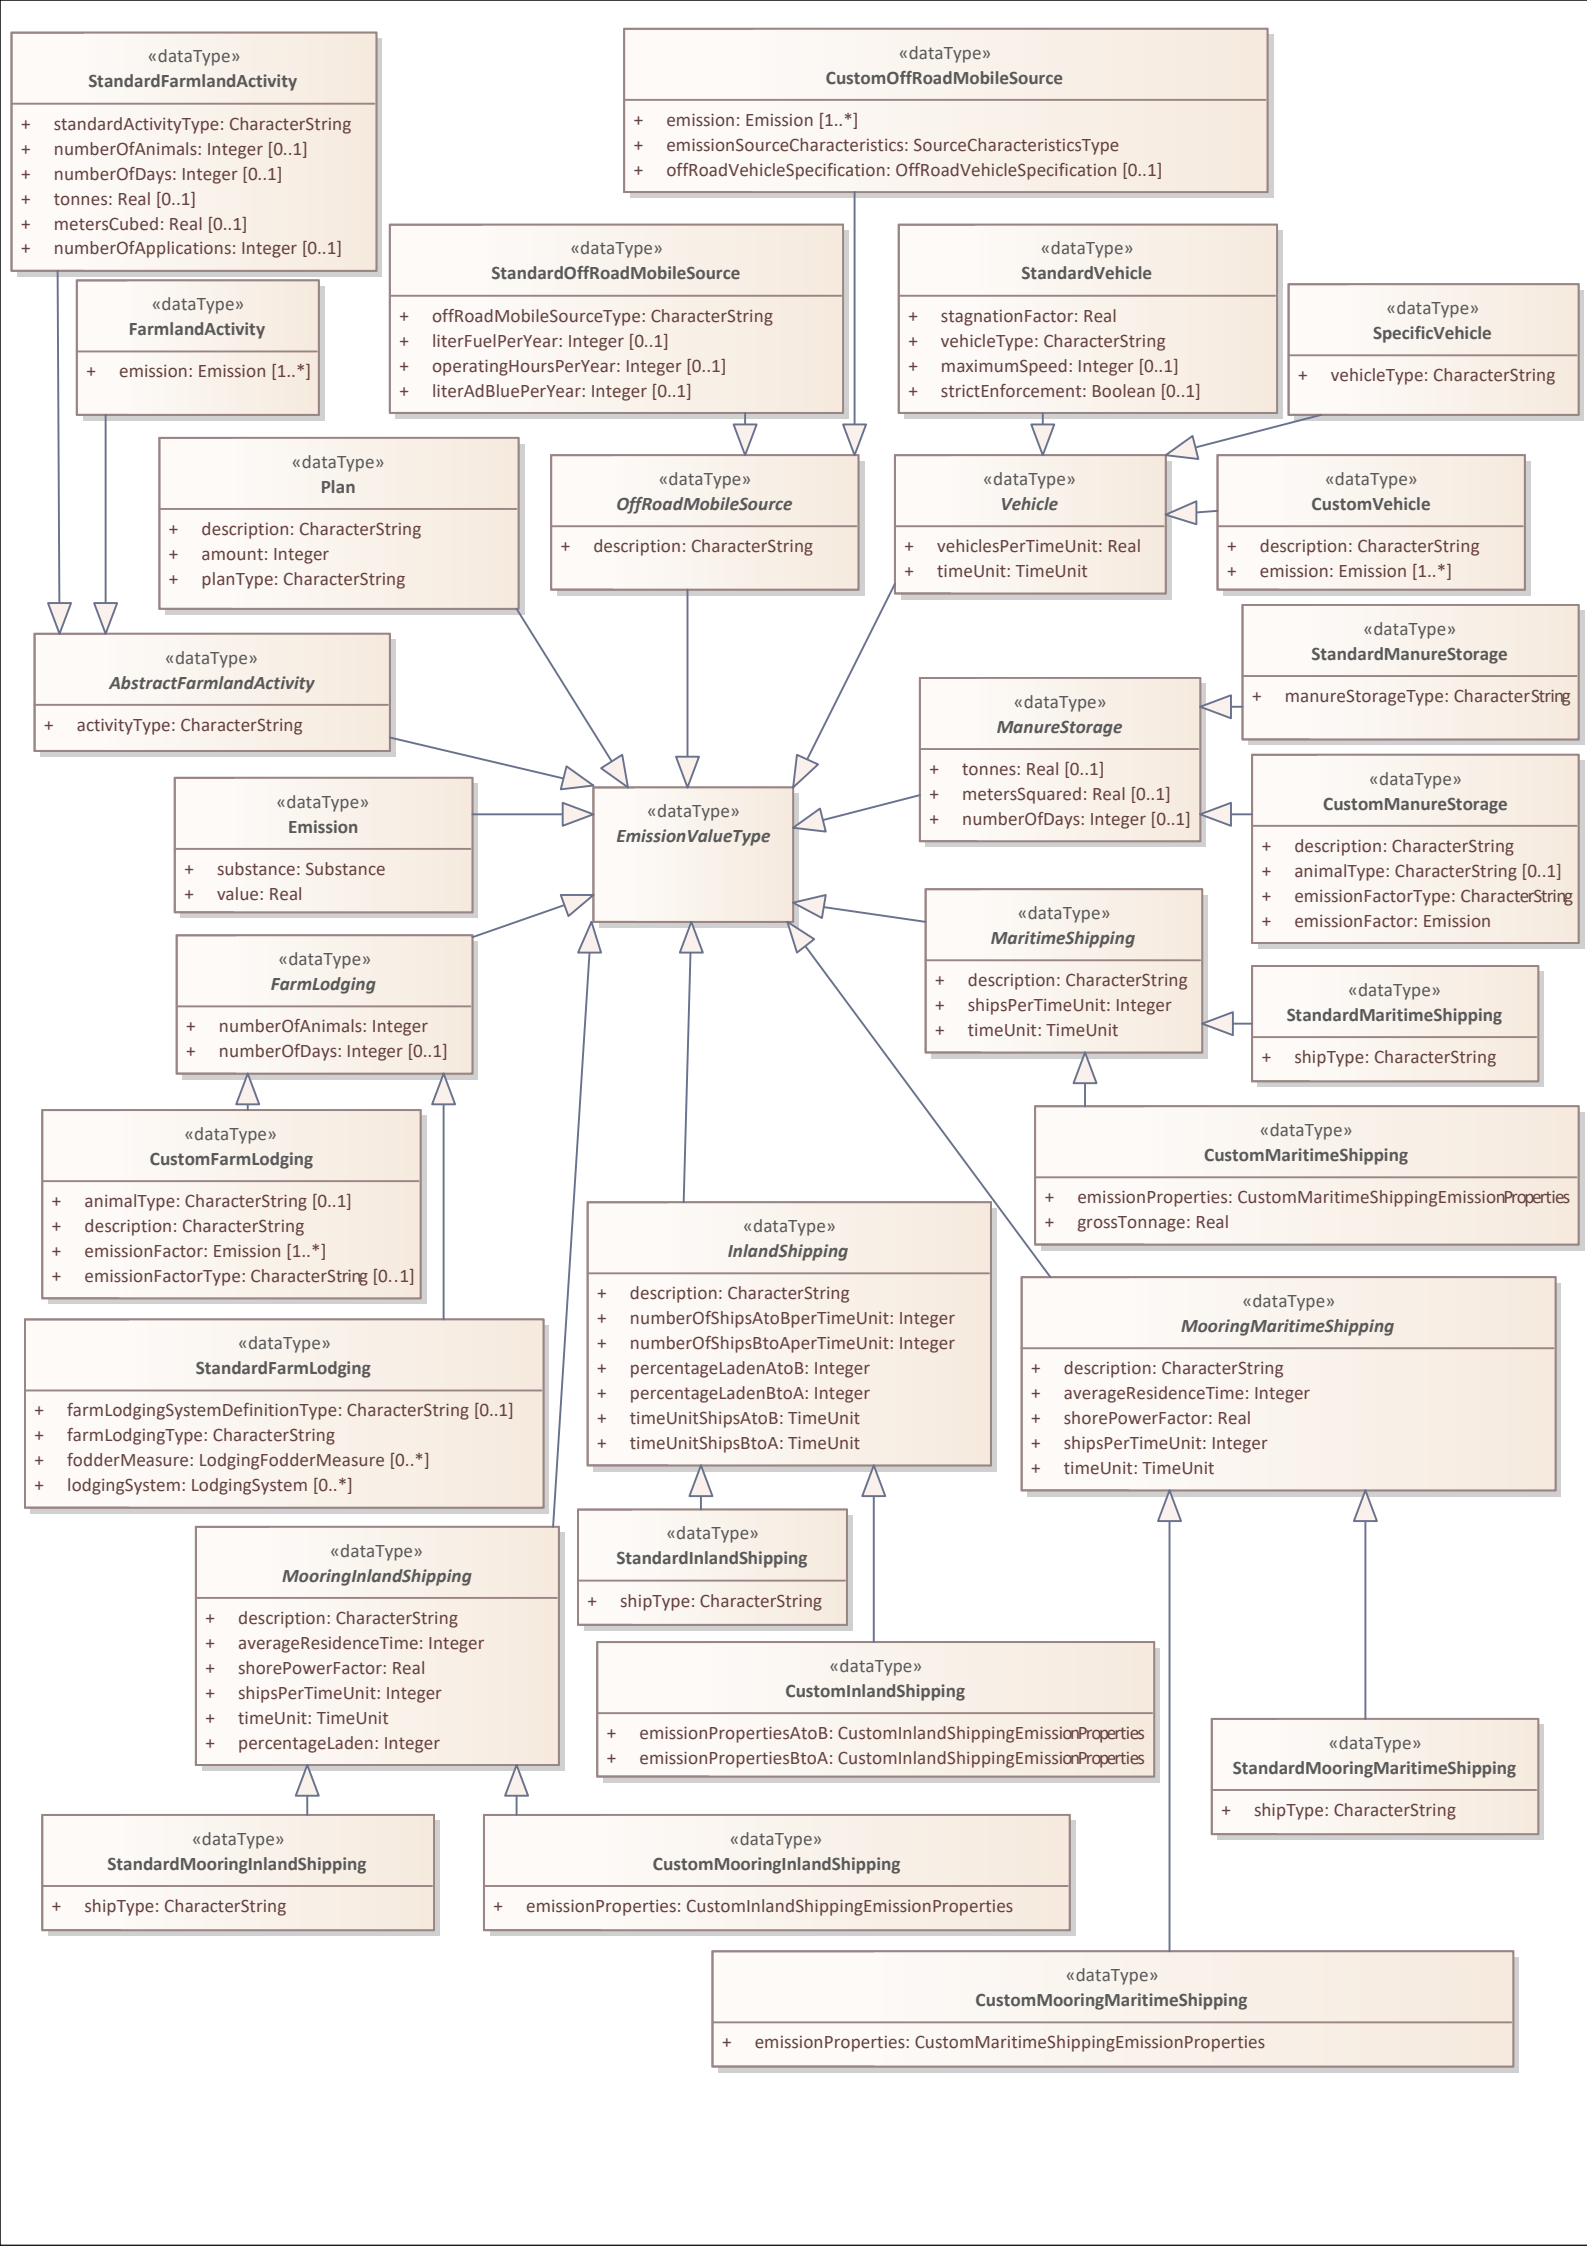 «dataType»
StandardFarmlandActivity
+ standardActivityType: CharacterString
+ numberOfAnimals: Integer [0..1]
+ numberOfDays: Integer [0..1]
+ tonnes: Real [0..1]
+ metersCubed: Real [0..1]
+ numberOfApplications: Integer [0..1]
«dataType»
CustomOffRoadMobileSource
+ emission: Emission [1..*]
+ emissionSourceCharacteristics: SourceCharacteristicsType
+ offRoadVehicleSpecification: OffRoadVehicleSpecification [0..1]
«dataType»
StandardOffRoadMobileSource
+ offRoadMobileSourceType: CharacterString
+ literFuelPerYear: Integer [0..1]
+ operatingHoursPerYear: Integer [0..1]
+ literAdBluePerYear: Integer [0..1]
«dataType»
StandardVehicle
+ stagnationFactor: Real
+ vehicleType: CharacterString
+ maximumSpeed: Integer [0..1]
+ strictEnforcement: Boolean [0..1]
«dataType»
SpecificVehicle
+ vehicleType: CharacterString
«dataType»
FarmlandActivity
+ emission: Emission [1..*]
«dataType»
Plan
+ description: CharacterString
+ amount: Integer
+ planType: CharacterString
«dataType»
OffRoadMobileSource
+ description: CharacterString
«dataType»
Vehicle
+ vehiclesPerTimeUnit: Real
+ timeUnit: TimeUnit
«dataType»
CustomVehicle
+ description: CharacterString
+ emission: Emission [1..*]
«dataType»
AbstractFarmlandActivity
+ activityType: CharacterString
«dataType»
StandardManureStorage
+ manureStorageType: CharacterString
«dataType»
ManureStorage
+ tonnes: Real [0..1]
+ metersSquared: Real [0..1]
+ numberOfDays: Integer [0..1]
«dataType»
CustomManureStorage
+ description: CharacterString
+ animalType: CharacterString [0..1]
+ emissionFactorType: CharacterString
+ emissionFactor: Emission
«dataType»
Emission
+ substance: Substance
+ value: Real
«dataType»
EmissionValueType
«dataType»
MaritimeShipping
+ description: CharacterString
+ shipsPerTimeUnit: Integer
+ timeUnit: TimeUnit
«dataType»
StandardMaritimeShipping
+ shipType: CharacterString
«dataType»
FarmLodging
+ numberOfAnimals: Integer
+ numberOfDays: Integer [0..1]
«dataType»
CustomFarmLodging
+ animalType: CharacterString [0..1]
+ description: CharacterString
+ emissionFactor: Emission [1..*]
+ emissionFactorType: CharacterString [0..1]
«dataType»
CustomMaritimeShipping
+ emissionProperties: CustomMaritimeShippingEmissionProperties
+ grossTonnage: Real
«dataType»
InlandShipping
+ description: CharacterString
+ numberOfShipsAtoBperTimeUnit: Integer
+ numberOfShipsBtoAperTimeUnit: Integer
+ percentageLadenAtoB: Integer
+ percentageLadenBtoA: Integer
+ timeUnitShipsAtoB: TimeUnit
+ timeUnitShipsBtoA: TimeUnit
«dataType»
MooringMaritimeShipping
+ description: CharacterString
+ averageResidenceTime: Integer
+ shorePowerFactor: Real
+ shipsPerTimeUnit: Integer
+ timeUnit: TimeUnit
«dataType»
StandardFarmLodging
+ farmLodgingSystemDefinitionType: CharacterString [0..1]
+ farmLodgingType: CharacterString
+ fodderMeasure: LodgingFodderMeasure [0..*]
+ lodgingSystem: LodgingSystem [0..*]
«dataType»
MooringInlandShipping
+ description: CharacterString
+ averageResidenceTime: Integer
+ shorePowerFactor: Real
+ shipsPerTimeUnit: Integer
+ timeUnit: TimeUnit
+ percentageLaden: Integer
«dataType»
StandardInlandShipping
+ shipType: CharacterString
«dataType»
CustomInlandShipping
+ emissionPropertiesAtoB: CustomInlandShippingEmissionProperties
+ emissionPropertiesBtoA: CustomInlandShippingEmissionProperties
«dataType»
StandardMooringMaritimeShipping
+ shipType: CharacterString
«dataType»
StandardMooringInlandShipping
+ shipType: CharacterString
«dataType»
CustomMooringInlandShipping
+ emissionProperties: CustomInlandShippingEmissionProperties
«dataType»
CustomMooringMaritimeShipping
+ emissionProperties: CustomMaritimeShippingEmissionProperties